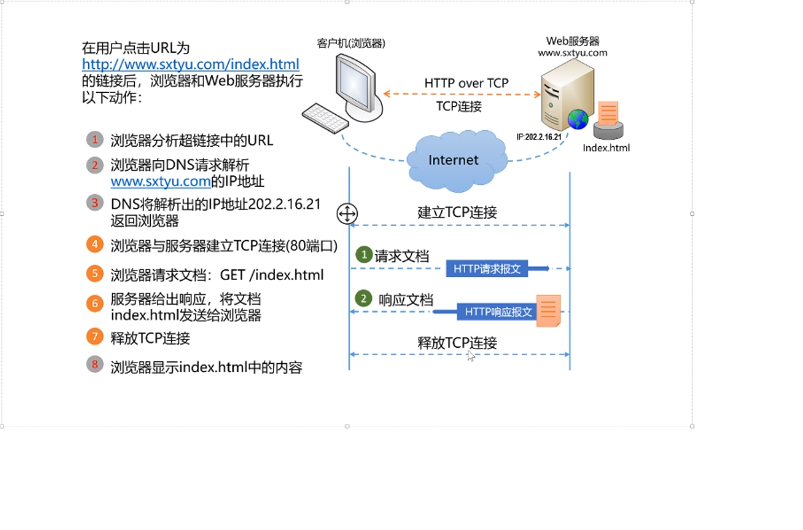 在用户点击URL为
http://www.sxtyu.com/index.html
的链接后，浏览器和Web服务器执行
以下动作：
1 浏览器分析超链接中的URL
2 浏览器向DNS请求解析
www.sxtyu.com的IP地址
3 DNS将解析出的IP地址202.2.16.21
返回浏览器
4 浏览器与服务器建立TCP连接(80端口)
5 浏览器请求文档：GET /index.html
6 服务器给出响应，将文档
index.html发送给浏览器
7 释放TCP连接
8 浏览器显示index.html中的内容
客户机(浏览器)
Web服务器
www.sxtyu.com
HTTP over TCP
TCP连接
IP:202.2.16.21
Index.html
Internet
建立TCP连接
1 请求文档
HTTP请求报文
2 响应文档
HTTP响应报文
释放TCP连接